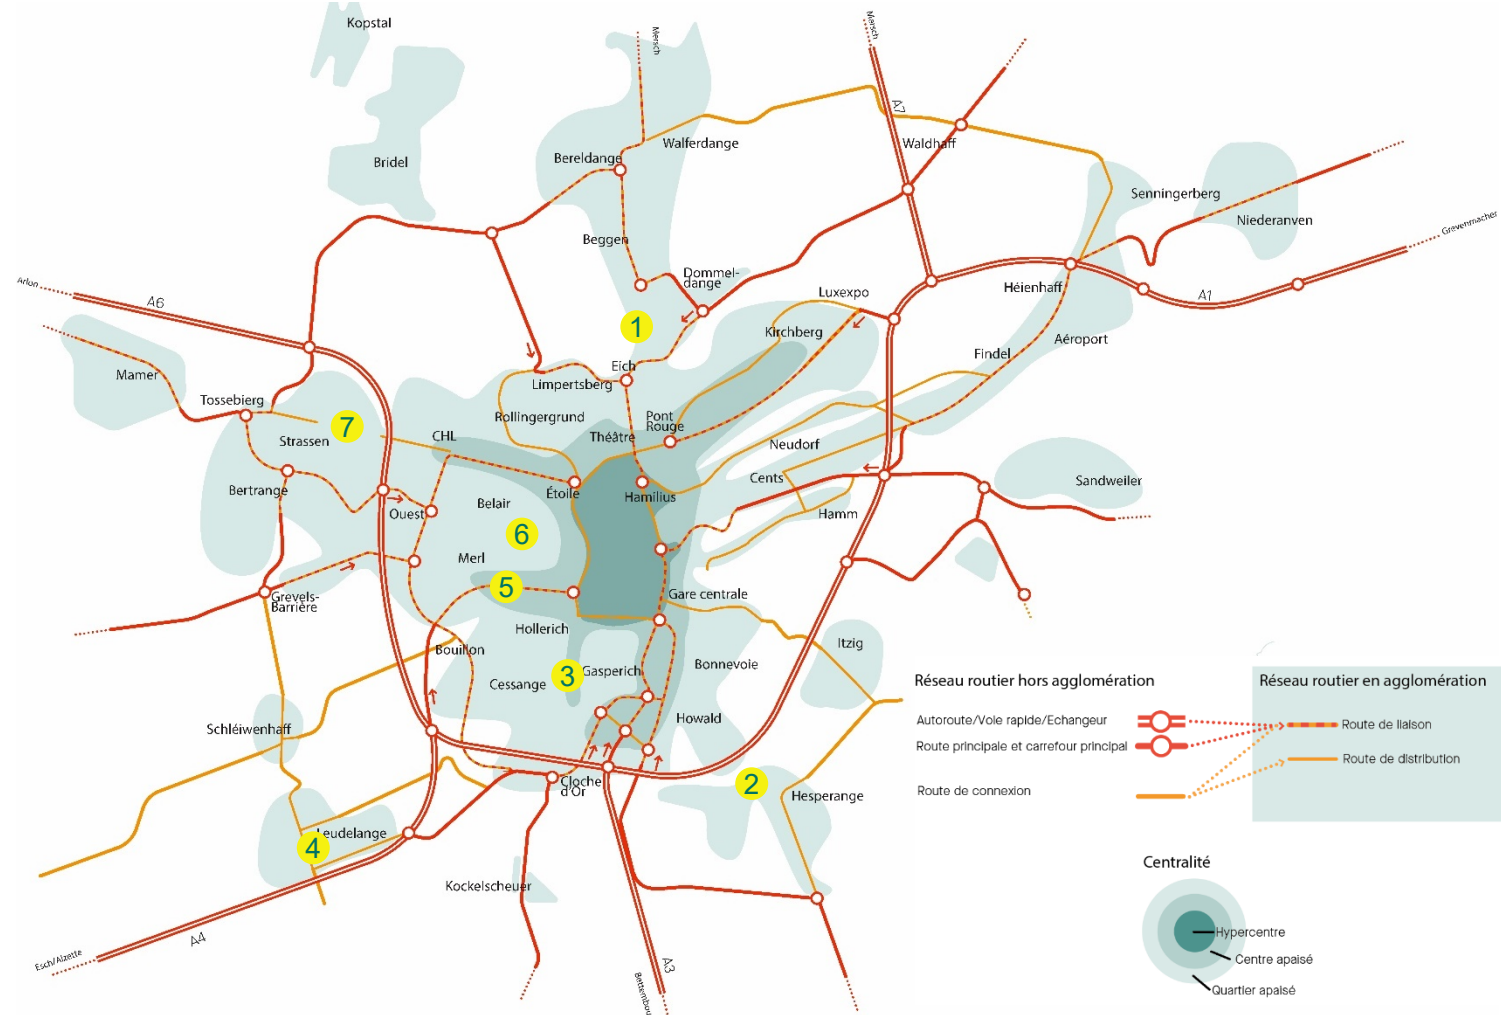 Kopstal
Mersch
Mersch
A7
Walferdange
Waldhaff
Bereldange
Bridel
Senningerberg
Niederanven
Grevenmacher
Beggen
Dommel-
dange
Luxexpo
Héienhaff
A1
Arlon
A6
1
Kirchberg
Aéroport
Findel
Eich
Mamer
Limpertsberg
Tossebierg
Rollingergrund
Pont
Rouge
7
Strassen
CHL
Théâtre
Neudorf
Bertrange
Étoile
Hamilius
Cents
Sandweiler
Belair
Ouest
Hamm
6
Merl
5
Grevels-
Barrière
Gare centrale
Hollerich
Itzig
Bouillon
Bonnevoie
3
Gasperich
Cessange
Howald
Schléiwenhaff
Cloche
d'Or
2
Hesperange
Leudelange
4
Kockelscheuer
A4
Esch/Alzette
A3
Bettembou
Réseau routier hors agglomération
Autoroute/Voie rapide/Echangeur
Route principale et carrefour principal
Route de connexion
Réseau routier en agglomération
Route de liaison
Route de distribution
Centralité
Hypercentre
Centre apaisé
Quartier apaisé